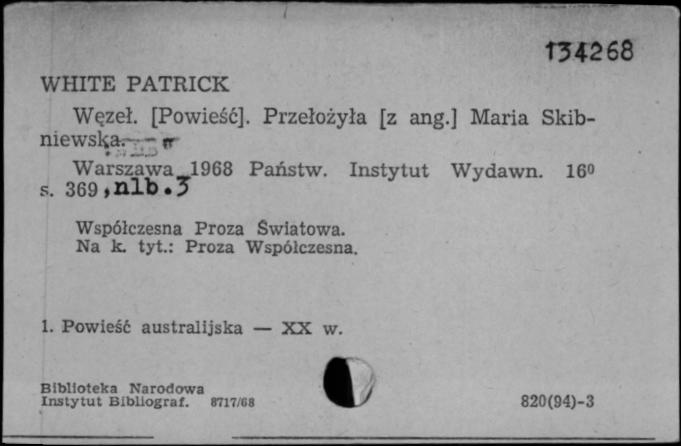 134268
WHITE PATRICK
Węzeł. [Powieść]. Przełożyła [z ang.] Maria Skib-
niewska.
Warszawa 1968 Państw. Instytut Wydawn. 16⁰
s. 369, nlb. 3
Współczesna Proza Światowa.
Na k. tyt.: Proza Współczesna.
1. Powieść australijska — XX w.
Biblioteka Narodowa
Instytut Bibliograf. 8717/68
820(94)-3